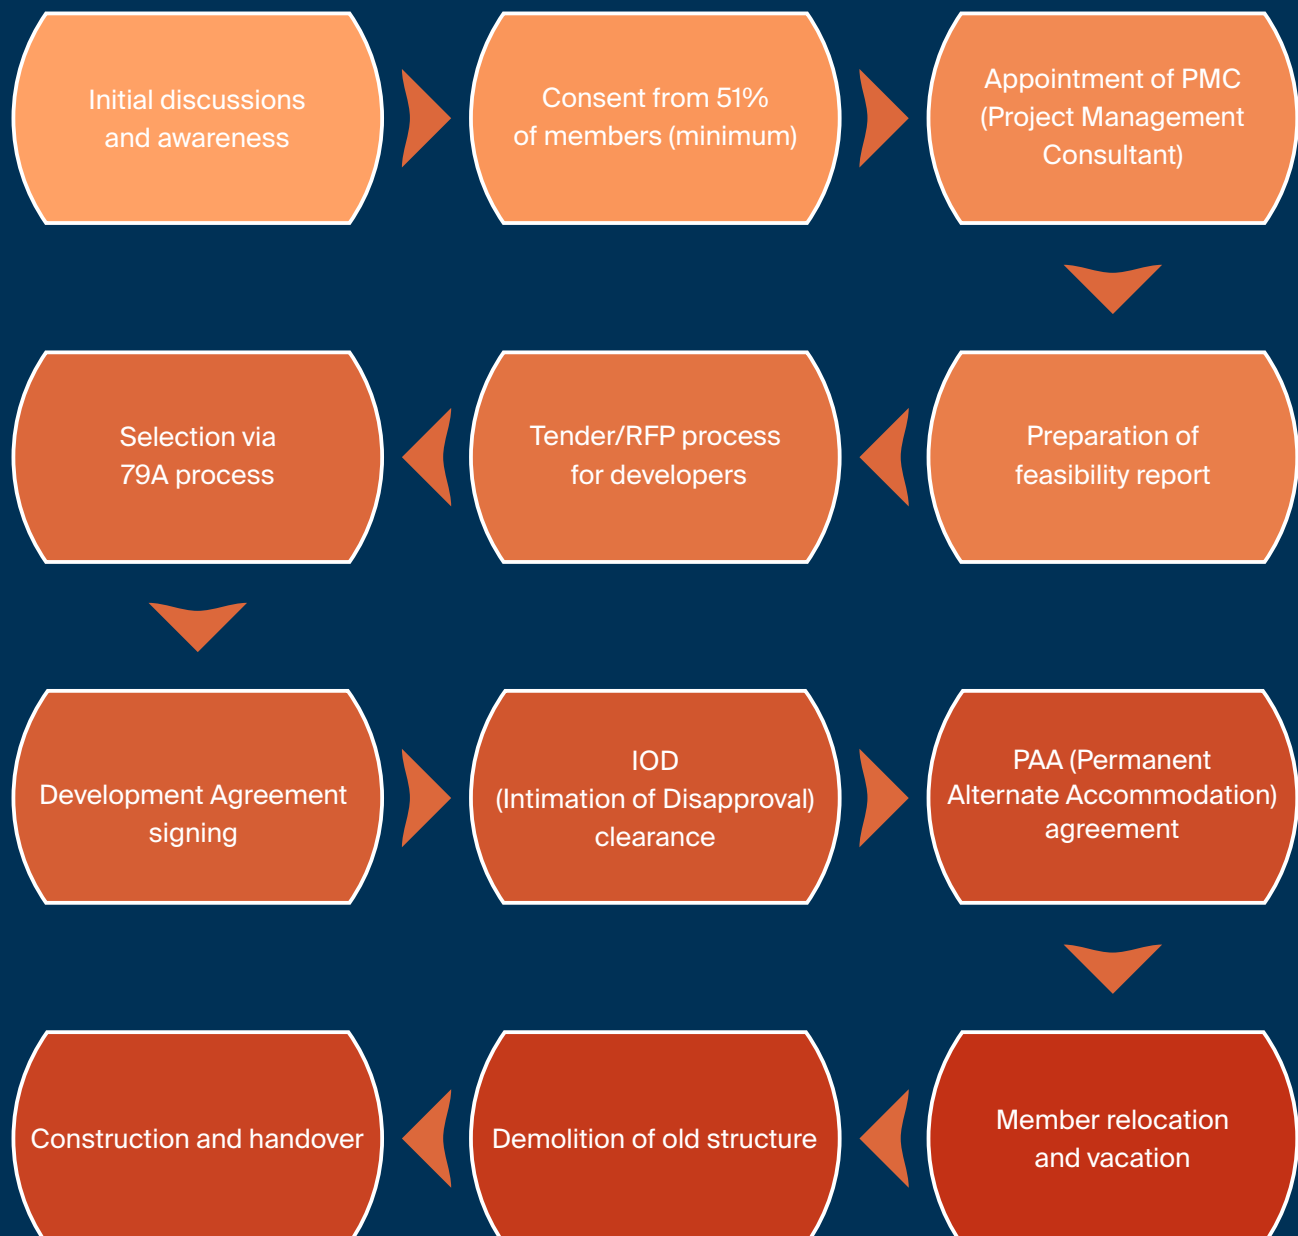 Initial discussions
and awareness
Consent from 51%
of members (minimum)
Appointment of PMC
(Project Management
Consultant)
Preparation of
feasibility report
Tender/RFP process
for developers
Selection via
79A process
Development Agreement
signing
IOD
(Intimation of Disapproval)
clearance
PAA (Permanent
Alternate Accommodation)
agreement
Member relocation
and vacation
Demolition of old structure
Construction and handover